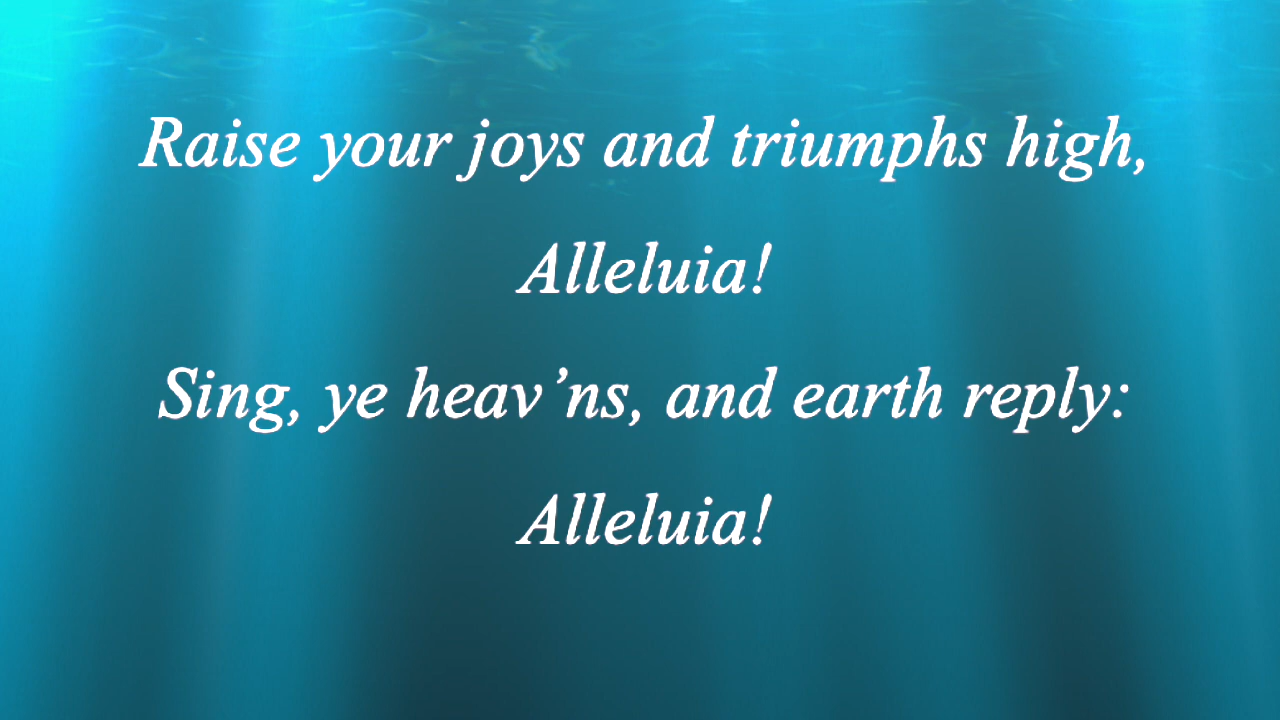 Raise your joys and triumphs high,
Alleluia!
Sing, ye heav’ns, and earth reply:
Alleluia!